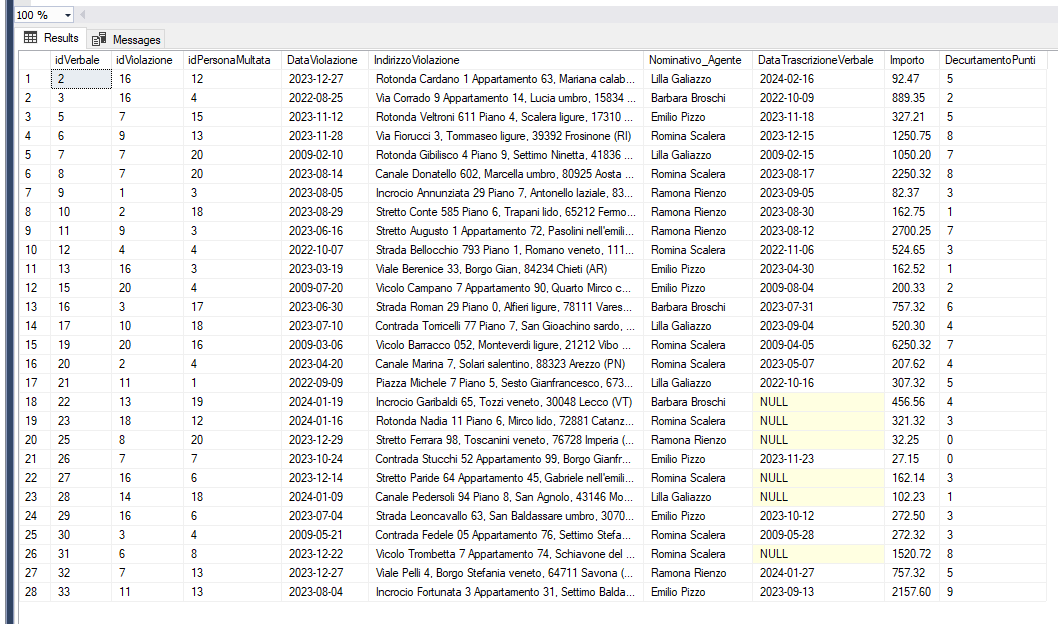 100 %
Results Messages
idVerbale idViolazione idPersonaMultata DataViolazione IndirizzoViolazione Nominativo_Agente DataTrascrizioneVerbale Importo DecurtamentoPunti
1 2 16 12 2023-12-27 Rotonda Cardano 1 Appartamento 63, Mariana calab... Lilla Galiazzo 2024-02-16 92.47 5
2 3 16 4 2022-08-25 Via Corrado 9 Appartamento 14, Lucia umbro, 15834 ... Barbara Broschi 2022-10-09 889.35 2
3 5 7 15 2023-11-12 Rotonda Veltroni 611 Piano 4, Scalera ligure, 17310 ... Emilio Pizzo 2023-11-18 327.21 5
4 6 9 13 2023-11-28 Via Fiorucci 3, Tommaseo ligure, 39392 Frosinone (RI) Romina Scalera 2023-12-15 1250.75 8
5 7 7 20 2009-02-10 Rotonda Gibilisco 4 Piano 9, Settimo Ninetta, 41836 ... Lilla Galiazzo 2009-02-15 1050.20 7
6 8 7 20 2023-08-14 Canale Donatello 602, Marcella umbro, 80925 Aosta ... Romina Scalera 2023-08-17 2250.32 8
7 9 1 3 2023-08-05 Incrocio Annunziata 29 Piano 7, Antonello laziale, 83... Ramona Rienzo 2023-09-05 82.37 3
8 10 2 18 2023-08-29 Stretto Conte 585 Piano 6, Trapani lido, 65212 Fermo... Ramona Rienzo 2023-08-30 162.75 1
9 11 9 3 2023-06-16 Stretto Augusto 1 Appartamento 72, Pasolini nell'emili... Ramona Rienzo 2023-08-12 2700.25 7
10 12 4 4 2022-10-07 Strada Bellocchio 793 Piano 1, Romano veneto, 111... Romina Scalera 2022-11-06 524.65 3
11 13 16 3 2023-03-19 Viale Berenice 33, Borgo Gian, 84234 Chieti (AR) Emilio Pizzo 2023-04-30 162.52 1
12 15 20 4 2009-07-20 Vicolo Campano 7 Appartamento 90, Quarto Mirco c... Emilio Pizzo 2009-08-04 200.33 2
13 16 3 17 2023-06-30 Strada Roman 29 Piano 0, Alfieri ligure, 78111 Vares... Barbara Broschi 2023-07-31 757.32 6
14 17 10 18 2023-07-10 Contrada Torricelli 77 Piano 7, San Gioachino sardo, ... Lilla Galiazzo 2023-09-04 520.30 4
15 19 20 16 2009-03-06 Vicolo Barracco 052, Monteverdi ligure, 21212 Vibo ... Romina Scalera 2009-04-05 6250.32 7
16 20 2 4 2023-04-20 Canale Marina 7, Solari salentino, 88323 Arezzo (PN) Romina Scalera 2023-05-07 207.62 4
17 21 11 1 2022-09-09 Piazza Michele 7 Piano 5, Sesto Gianfrancesco, 673... Lilla Galiazzo 2022-10-16 307.32 5
18 22 13 19 2024-01-19 Incrocio Garibaldi 65, Tozzi veneto, 30048 Lecco (VT) Barbara Broschi NULL 456.56 4
19 23 18 12 2024-01-16 Rotonda Nadia 11 Piano 6, Mirco lido, 72881 Catanz... Romina Scalera NULL 321.32 3
20 25 8 20 2023-12-29 Stretto Ferrara 98, Toscanini veneto, 76728 Imperia (... Ramona Rienzo NULL 32.25 0
21 26 7 7 2023-10-24 Contrada Stucchi 52 Appartamento 99, Borgo Gianfr... Emilio Pizzo 2023-11-23 27.15 0
22 27 16 6 2023-12-14 Stretto Paride 64 Appartamento 45, Gabriele nell'emili... Romina Scalera NULL 162.14 3
23 28 14 18 2024-01-09 Canale Pedersoli 94 Piano 8, San Agnolo, 43146 Mo... Lilla Galiazzo NULL 102.23 1
24 29 16 6 2023-07-04 Strada Leoncavallo 63, San Baldassare umbro, 3070... Emilio Pizzo 2023-10-12 272.50 3
25 30 3 4 2009-05-21 Contrada Fedele 05 Appartamento 76, Settimo Stefa... Romina Scalera 2009-05-28 272.32 3
26 31 6 8 2023-12-22 Vicolo Trombetta 7 Appartamento 74, Schiavone del ... Romina Scalera NULL 1520.72 8
27 32 7 13 2023-12-27 Viale Pelli 4, Borgo Stefania veneto, 64711 Savona (... Ramona Rienzo 2024-01-27 757.32 5
28 33 11 13 2023-08-04 Incrocio Fortunata 3 Appartamento 31, Settimo Balda... Emilio Pizzo 2023-09-13 2157.60 9